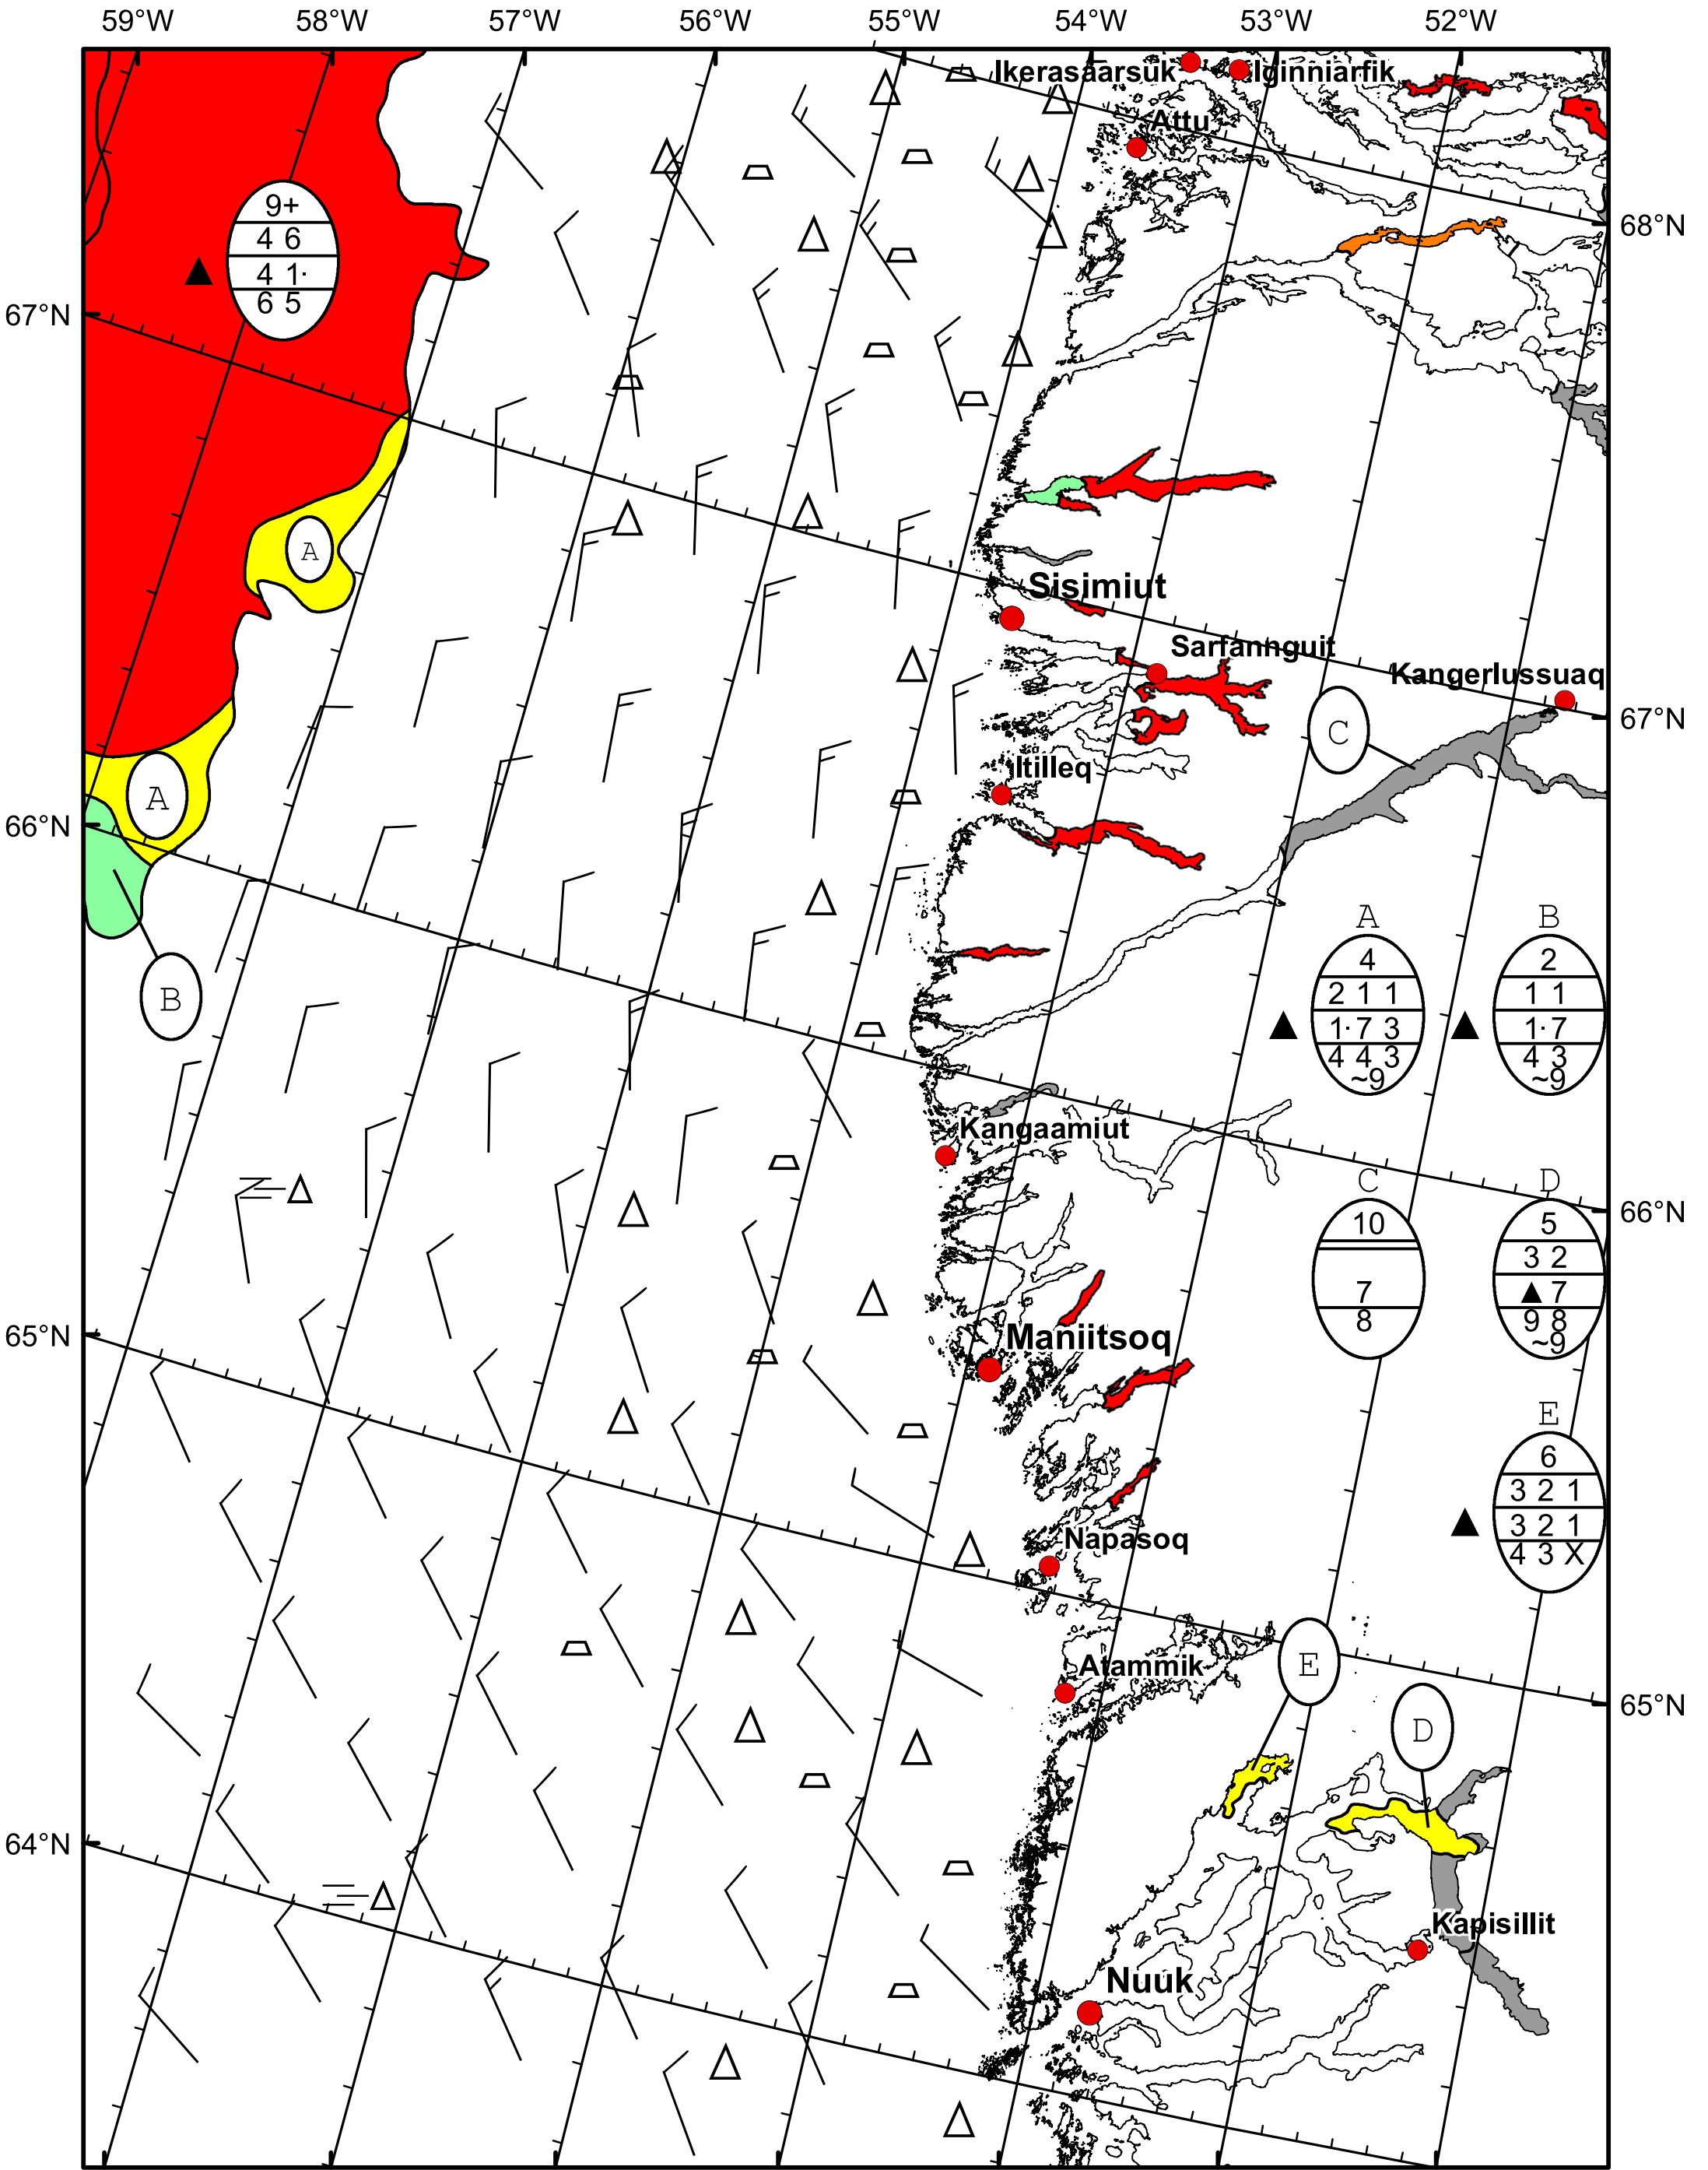 59°W 58°W 57°W 56°W 55°W 54°W 53°W 52°W
Ikerasaarsuk Iginniarfik
Attu
68°N
9+
4 6
4 1·
6 5
67°N
A
Sisimiut
Sarfannguit
Kangerlussuaq
67°N
C
Itilleq
A
66°N
B
A B
4 2
2 1 1 1 1
1·7 3 1·7
4 4 3 4 3
~9 ~9
Kangaamiut
66°N
C D
10 5
3 2
7 ▲7
8 9 8
~9
65°N
Maniitsoq
E
6
3 2 1
3 2 1
4 3 X
Napasoq
E
Atammik
65°N
D
64°N
Kapisillit
Nuuk